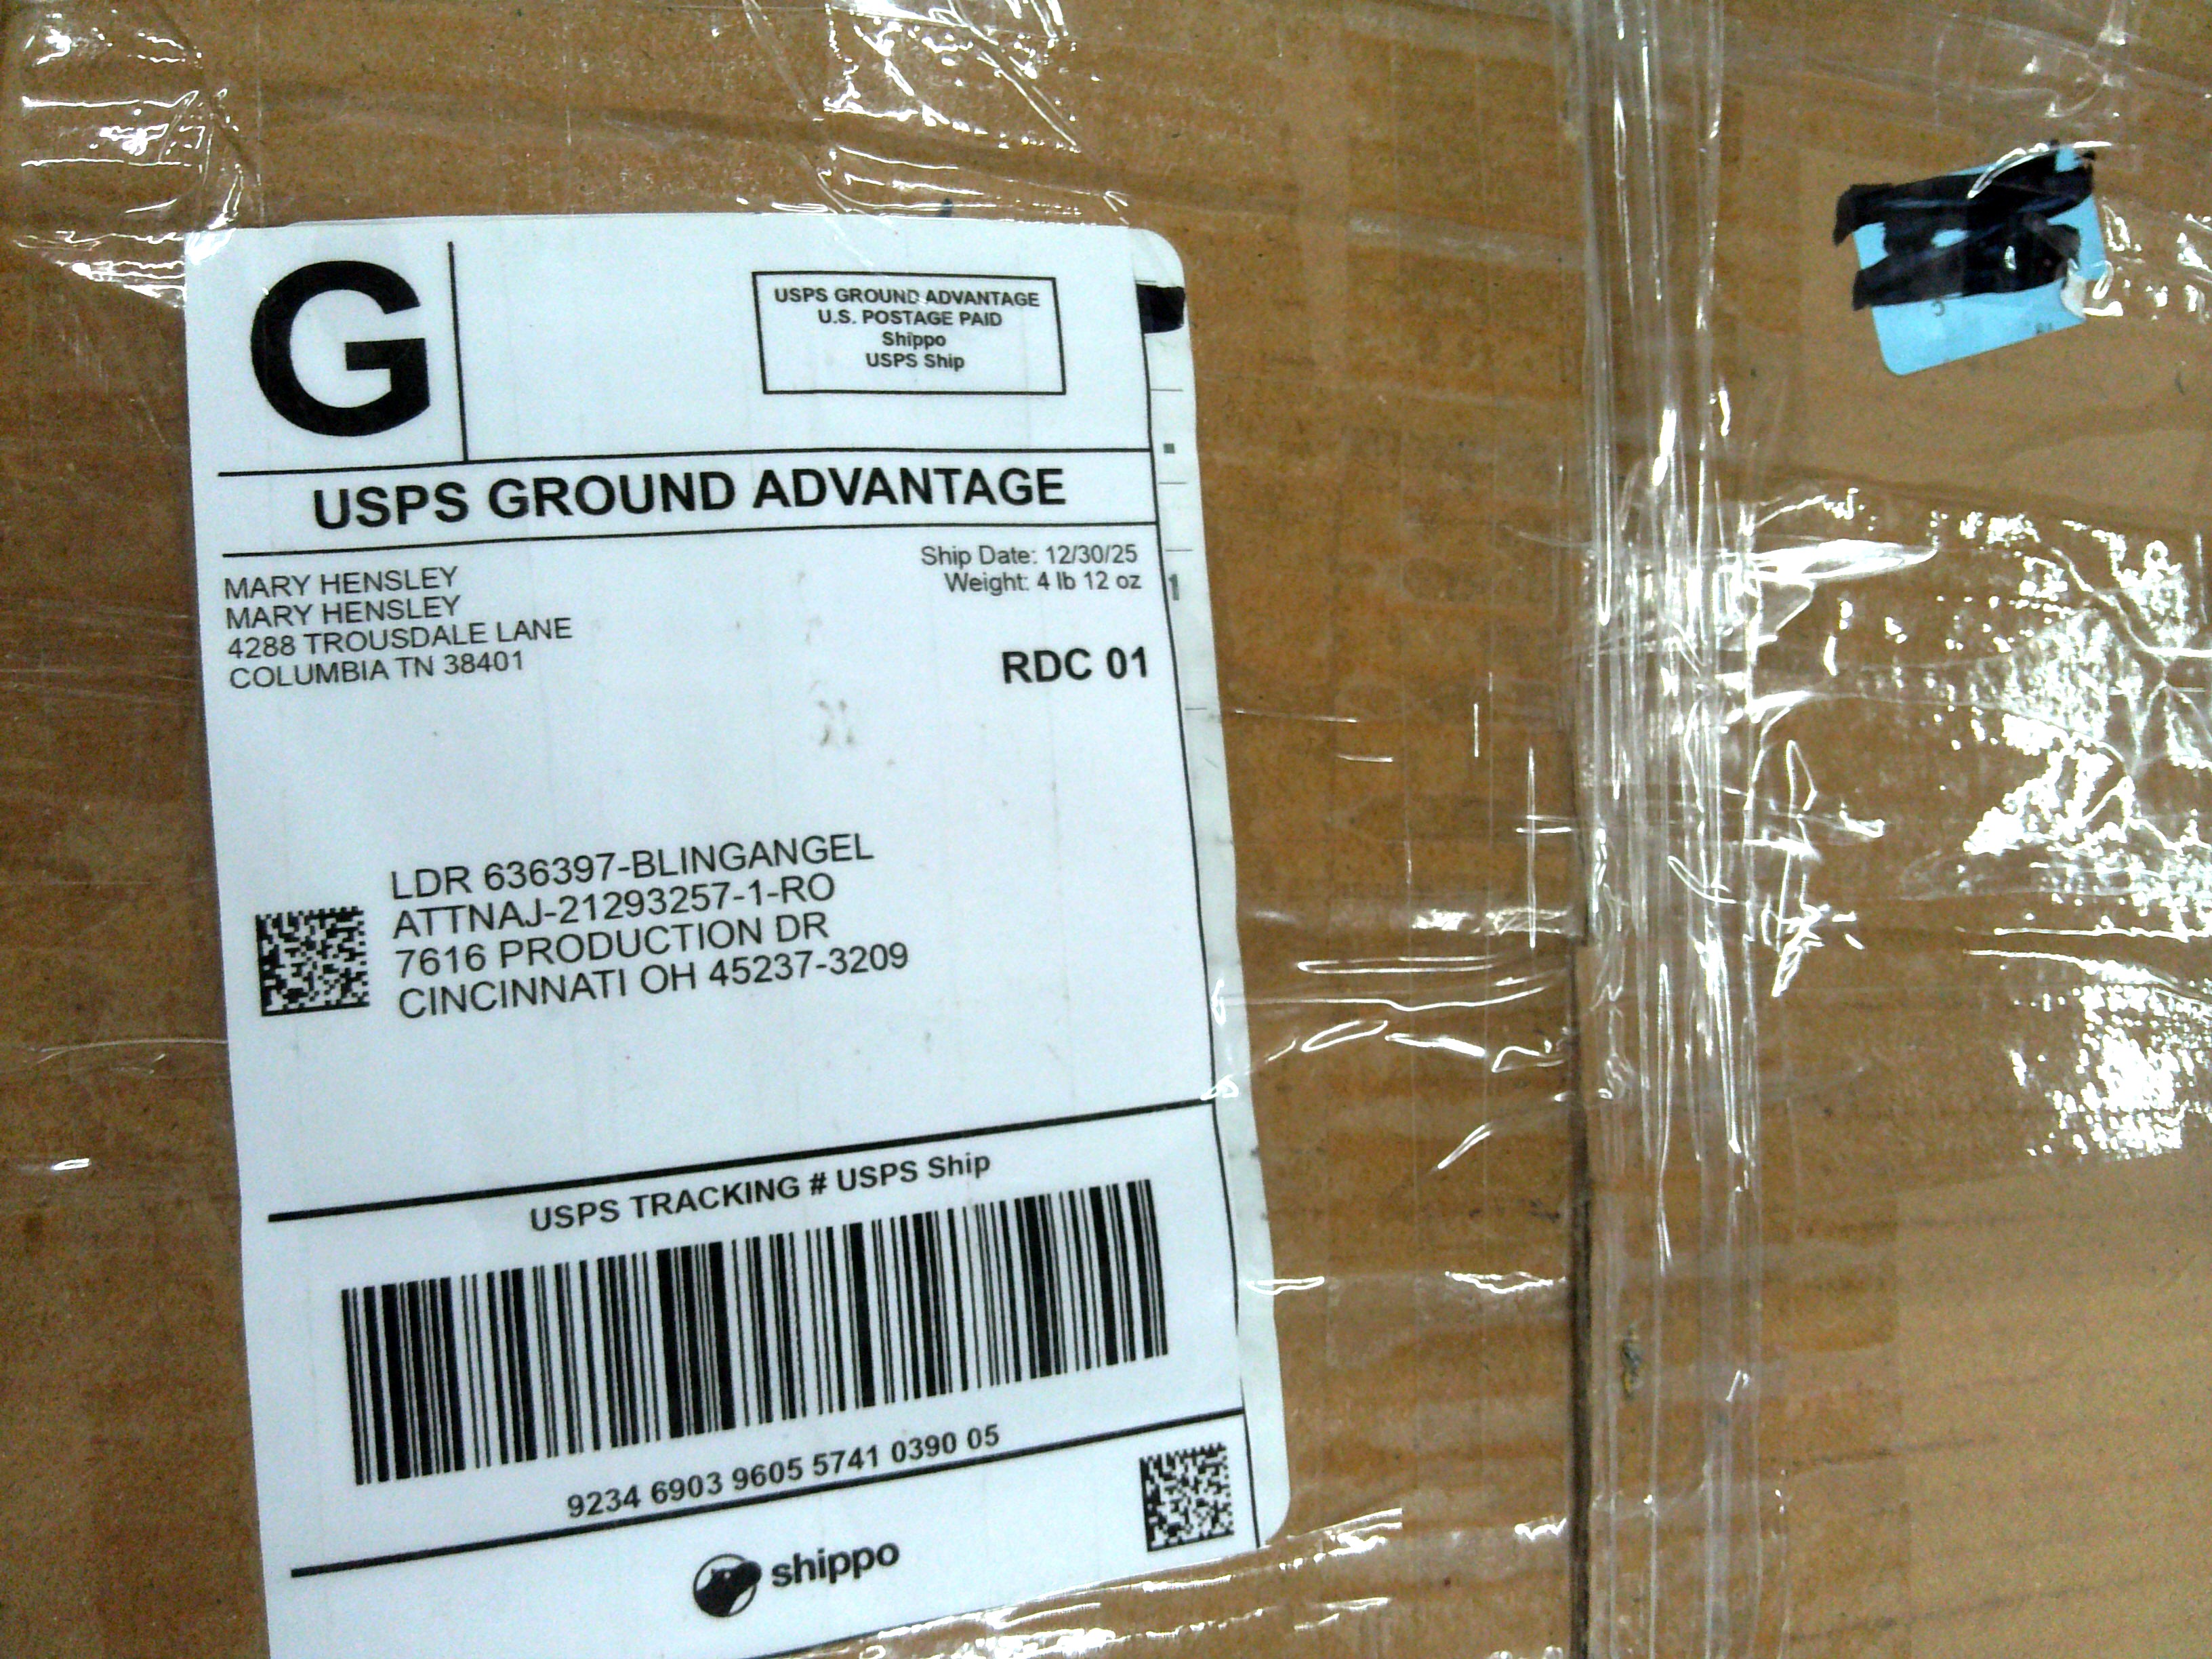 G
USPS GROUND ADVANTAGE
U.S. POSTAGE PAID
Shippo
USPS Ship
USPS GROUND ADVANTAGE
Ship Date: 12/30/25
Weight: 4 lb 12 oz
MARY HENSLEY
MARY HENSLEY
4288 TROUSDALE LANE
COLUMBIA TN 38401
RDC 01
LDR 636397-BLINGANGEL
ATTNAJ-21293257-1-RO
7616 PRODUCTION DR
CINCINNATI OH 45237-3209
USPS TRACKING # USPS Ship
9234 6903 9605 5741 0390 05
shippo